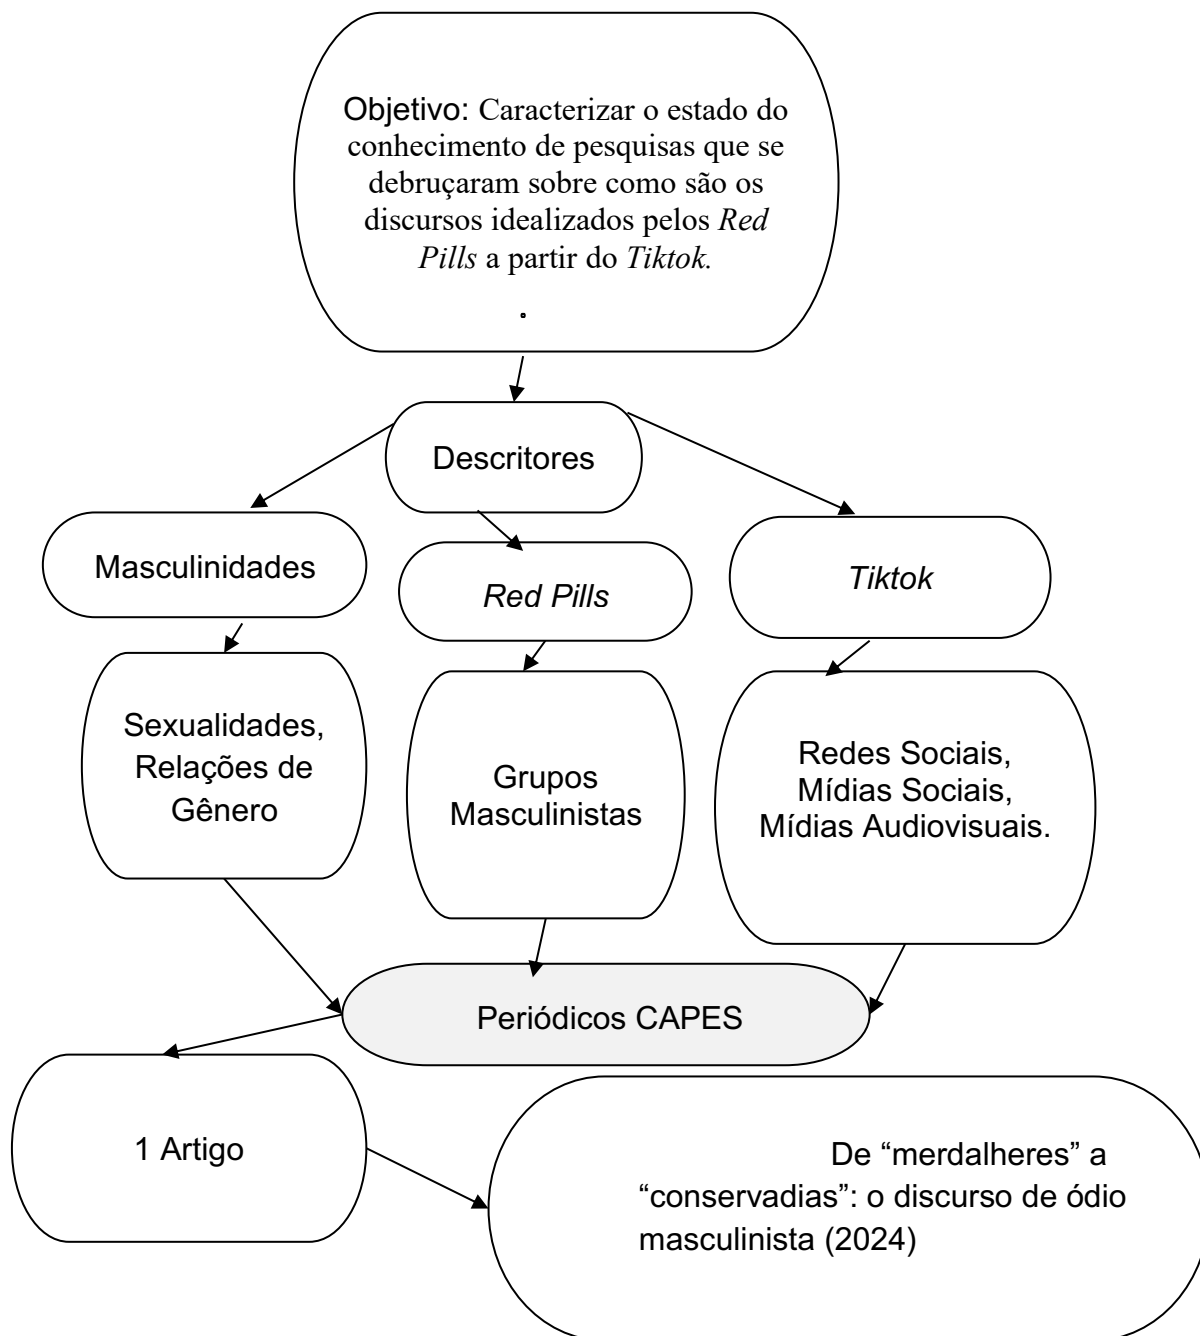 Objetivo: Caracterizar o estado do
conhecimento de pesquisas que se
debruçaram sobre como são os
discursos idealizados pelos Red
Pills a partir do Tiktok.
.
Descritores
Masculinidades
Red Pills
Tiktok
Sexualidades,
Relações de
Gênero
Grupos
Masculinistas
Redes Sociais,
Mídias Sociais,
Mídias Audiovisuais.
Periódicos CAPES
1 Artigo
De “merdalheres” a
“conservadias”: o discurso de ódio
masculinista (2024)